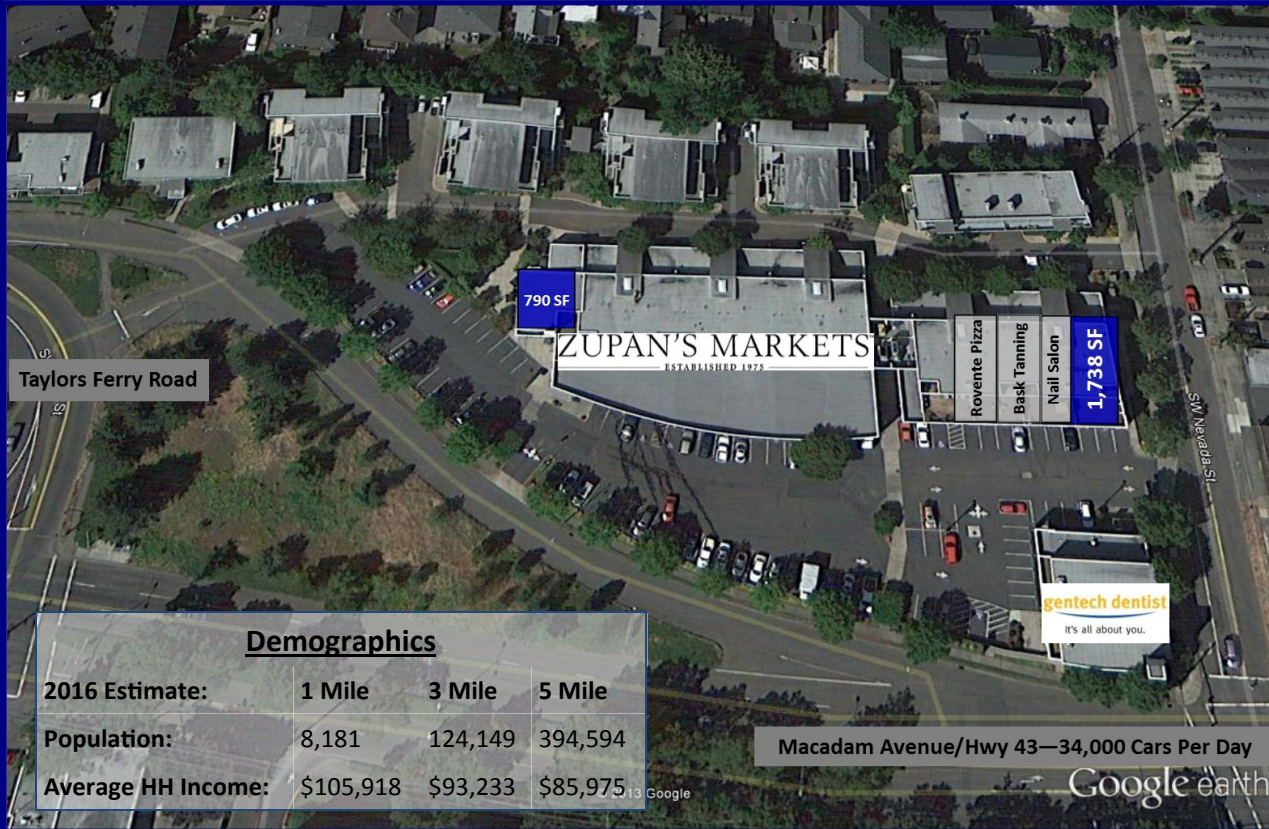 790 SF
ZUPAN'S MARKETS
ESTABLISHED 1975
Rovente Pizza
Bask Tanning
Nail Salon
1,738 SF
Taylors Ferry Road
St
SW Nevada St
gentech dentist
It's all about you.
Demographics
2016 Estimate: 1 Mile 3 Mile 5 Mile
Population: 8,181 124,149 394,594
Average HH Income: $105,918 $93,233 $85,975
Macadam Avenue/Hwy 43—34,000 Cars Per Day
2013 Google
Google earth